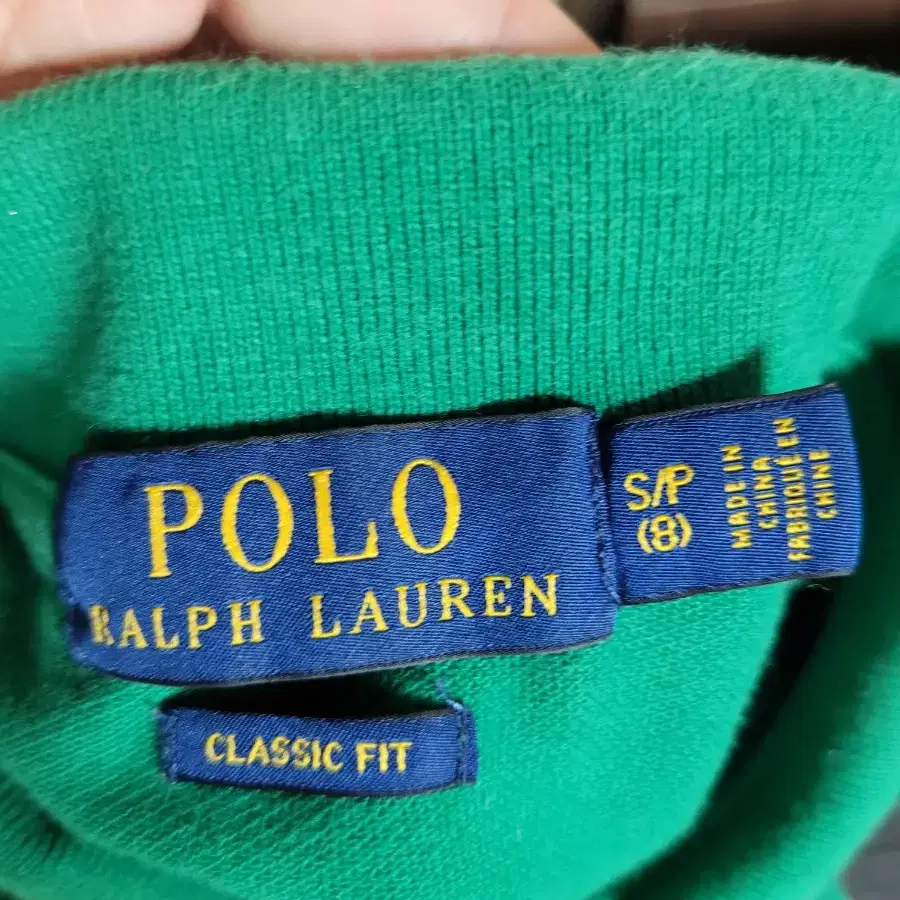 POLO
RALPH LAUREN
S/P
(8)
MADE IN
CHINA
FABRIQUÉ EN
CHINE
CLASSIC FIT